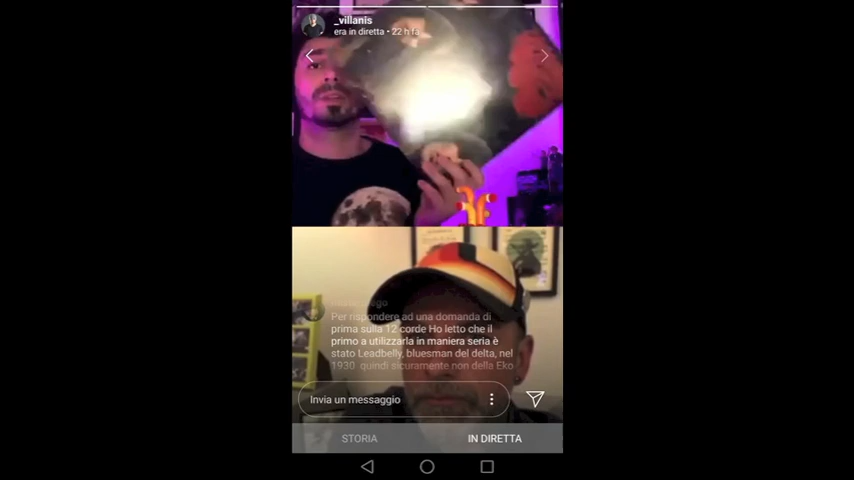 _villanis
era in diretta • 22 h fa
Per rispondere ad una domanda di
prima sulla 12 corde Ho letto che il
primo a utilizzarla in maniera seria è
stato Leadbelly, bluesman del delta, nel
1930 quindi sicuramente non della Eko
Invia un messaggio
STORIA
IN DIRETTA